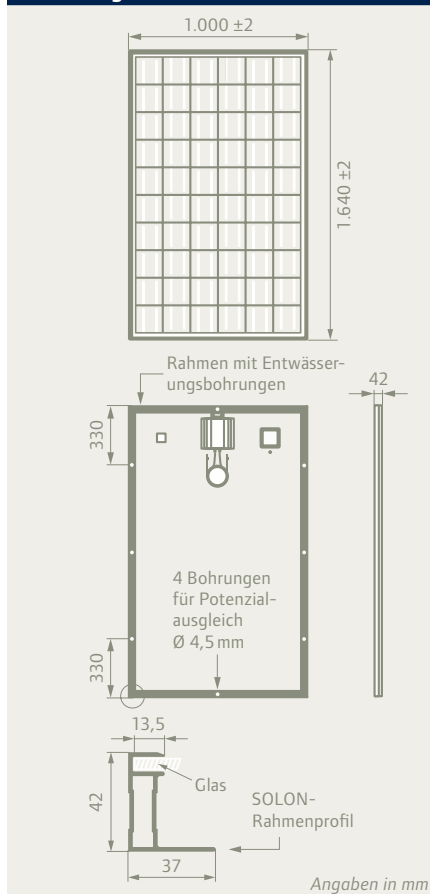 1.000 ±2
1.640 ±2
Rahmen mit Entwässer-
ungsbohrungen
42
330
4 Bohrungen
für Potenzial-
ausgleich
Ø 4,5 mm
330
13,5
Glas
42
SOLON-
Rahmenprofil
37
Angaben in mm